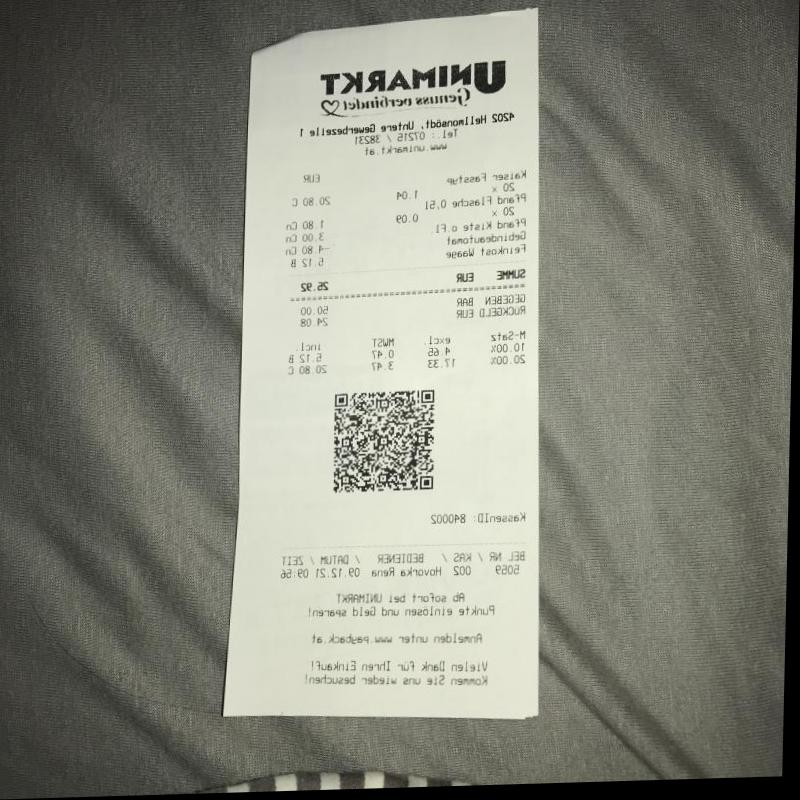 UNIMARKT
Genuss verbindet
4202 Hellmonsödt, Untere Gewerbezeile 1
Tel.: 07215 / 38231
www.unimarkt.at
EUR
Kaiser Fasstyp
20 x 1.04 20.80 C
Pfand Flasche 0,5l
20 x 0.09 1.80 Cn
Pfand Kiste o.Fl. 3.00 Cn
Gebindeautomat -4.80 Cn
Feinkost Waage 5.12 B
SUMME EUR 25.92
GEGEBEN BAR 50.00
RÜCKGELD EUR 24.08
M-Satz excl. MWST incl.
10.00% 4.65 0.47 5.12 B
20.00% 17.33 3.47 20.80 C
KassenID: 840002
BEL NR / KAS / BEDIENER / DATUM / ZEIT
5059 002 Hovorka Rena 09.12.21 09:56
Ab sofort bei UNIMARKT
Punkte einlösen und Geld sparen!
Anmelden unter www.payback.at
Vielen Dank für Ihren Einkauf!
Kommen Sie uns wieder besuchen!